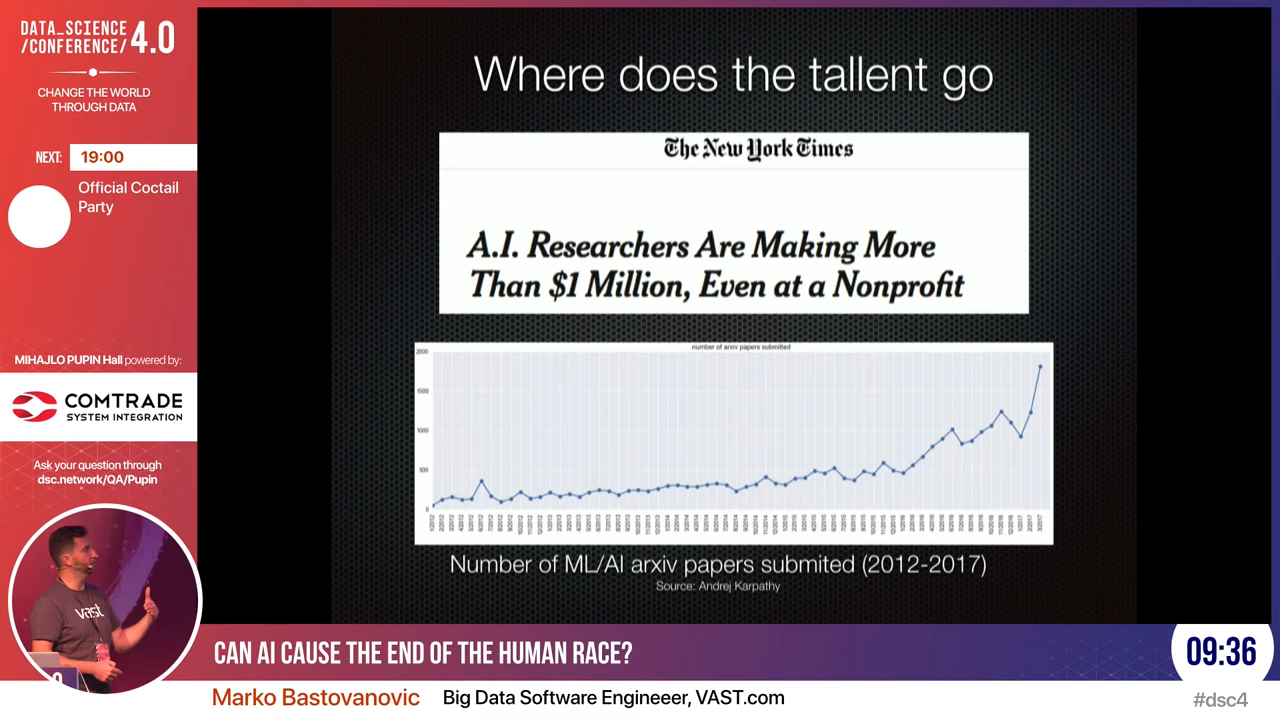 DATA_SCIENCE
/CONFERENCE/ 4.0
CHANGE THE WORLD
THROUGH DATA
NEXT: 19:00
Official Coctail
Party
MIHAJLO PUPIN Hall powered by:
COMTRADE
SYSTEM INTEGRATION
Ask your question through
dsc.network/QA/Pupin
vast
Where does the tallent go
The New York Times
A.I. Researchers Are Making More
Than $1 Million, Even at a Nonprofit
number of arxiv papers submitted
2000
1500
1000
500
0
Number of ML/AI arxiv papers submited (2012-2017)
Source: Andrej Karpathy
CAN AI CAUSE THE END OF THE HUMAN RACE?
09:36
Marko Bastovanovic Big Data Software Engineeer, VAST.com
#dsc4